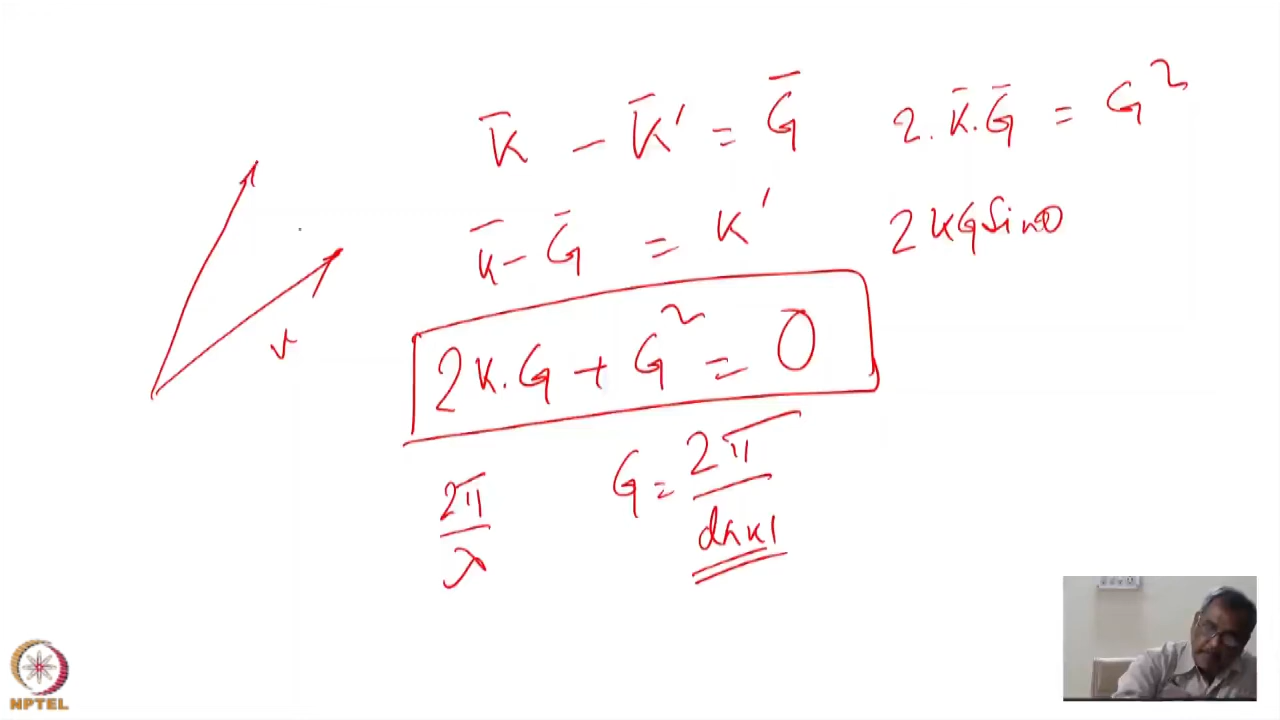 K̄ - K̄' = Ḡ
2. K̄.Ḡ = G²
K̄ - Ḡ = K'
2KG Sinθ
2K.G + G² = 0
2π/λ
G = 2π/dhkl
NPTEL